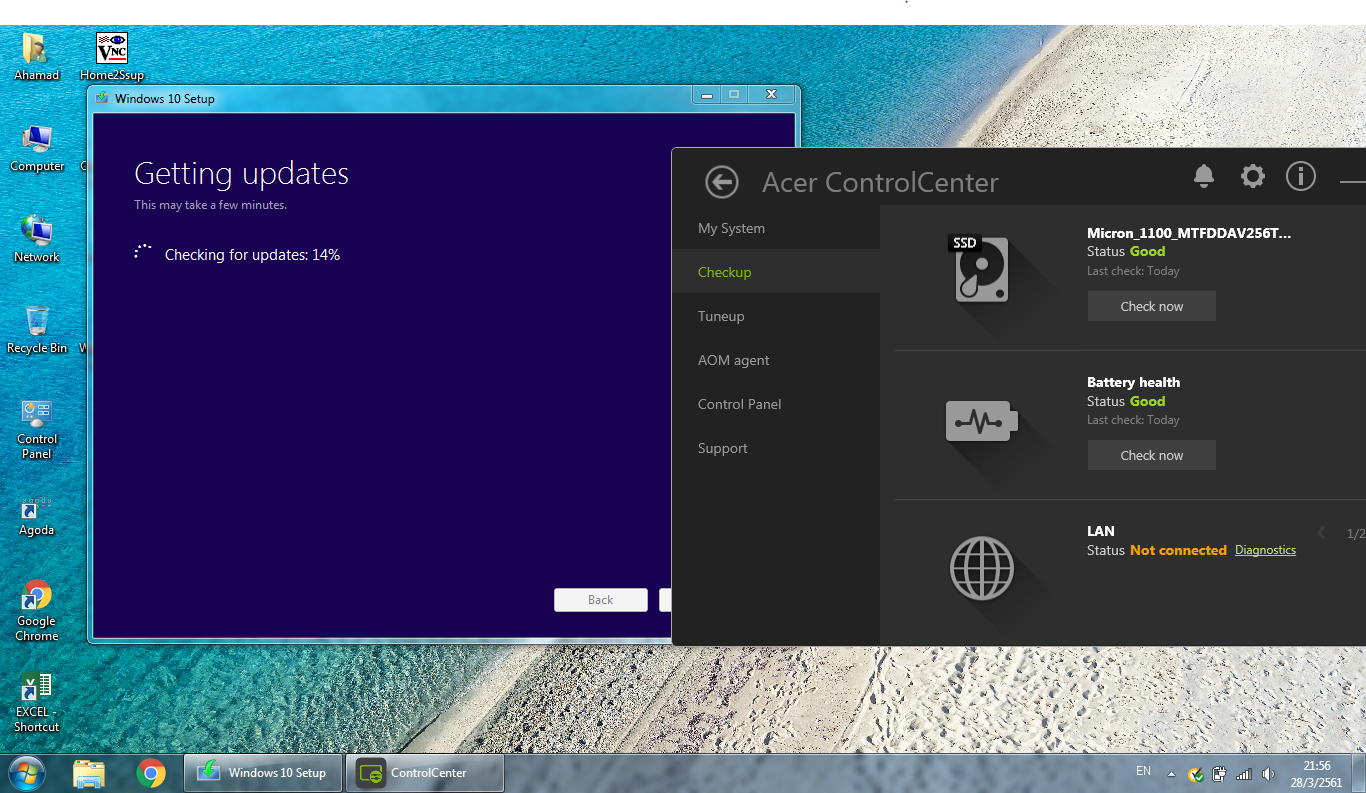 Ahamad
VNC
Home2Ssup
Computer
Network
Recycle Bin
Control
Panel
agoda
Agoda
Google
Chrome
EXCEL -
Shortcut
Windows 10 Setup
Getting updates
This may take a few minutes.
Checking for updates: 14%
Back
Acer ControlCenter
My System
Checkup
Tuneup
AOM agent
Control Panel
Support
SSD
Micron_1100_MTFDDAV256T...
Status Good
Last check: Today
Check now
Battery health
Status Good
Last check: Today
Check now
LAN
1/2
Status Not connected Diagnostics
Windows 10 Setup
ControlCenter
EN
21:56
28/3/2561